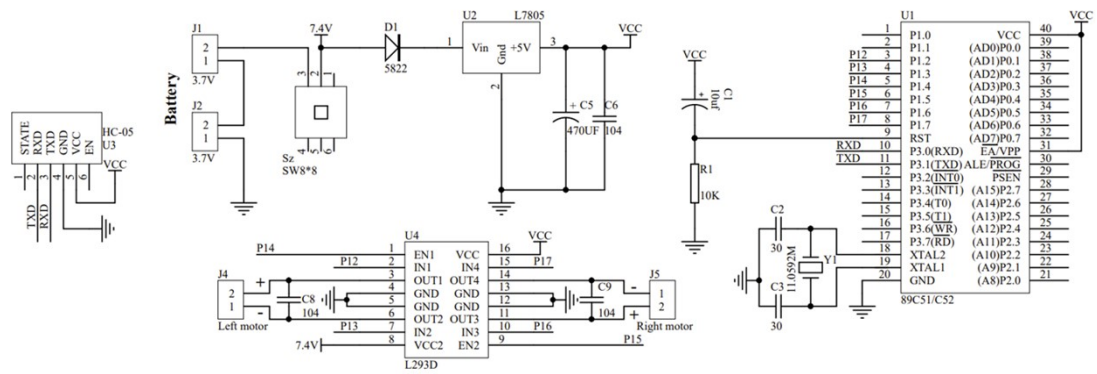 J1
2
1
3.7V
J2
2
1
3.7V
Battery
7.4V
3
2
1
4
5
6
Sz
SW8*8
D1
5822
U2
L7805
1
Vin
+5V
3
Gnd
2
VCC
+
C5
470UF
C6
104
HC-05
U3
STATE
RXD
TXD
GND
VCC
EN
1
2
3
4
5
6
TXD
RXD
VCC
VCC
+
C1
10uf
R1
10K
U1
89C51/C52
VCC
1 P1.0 VCC 40
2 P1.1 (AD0)P0.0 39
P12 3 P1.2 (AD1)P0.1 38
P13 4 P1.3 (AD2)P0.2 37
P14 5 P1.4 (AD3)P0.3 36
P15 6 P1.5 (AD4)P0.4 35
P16 7 P1.6 (AD5)P0.5 34
P17 8 P1.7 (AD6)P0.6 33
9 RST (AD7)P0.7 32
RXD 10 P3.0(RXD) EA/VPP 31
TXD 11 P3.1(TXD) ALE/PROG 30
12 P3.2(INT0) PSEN 29
13 P3.3(INT1) (A15)P2.7 28
14 P3.4(T0) (A14)P2.6 27
15 P3.5(T1) (A13)P2.5 26
16 P3.6(WR) (A12)P2.4 25
17 P3.7(RD) (A11)P2.3 24
18 XTAL2 (A10)P2.2 23
19 XTAL1 (A9)P2.1 22
20 GND (A8)P2.0 21
C2
30
11.0592M
Y1
C3
30
U4
VCC
P14 1 EN1 VCC 16
P12 2 IN1 IN4 15 P17
3 OUT1 OUT4 14
4 GND GND 13
5 GND GND 12
6 OUT2 OUT3 11
P13 7 IN2 IN3 10 P16
7.4V 8 VCC2 EN2 9 P15
L293D
J4
2
1
+
-
C8
104
Left motor
J5
1
2
-
+
C9
104
Right motor